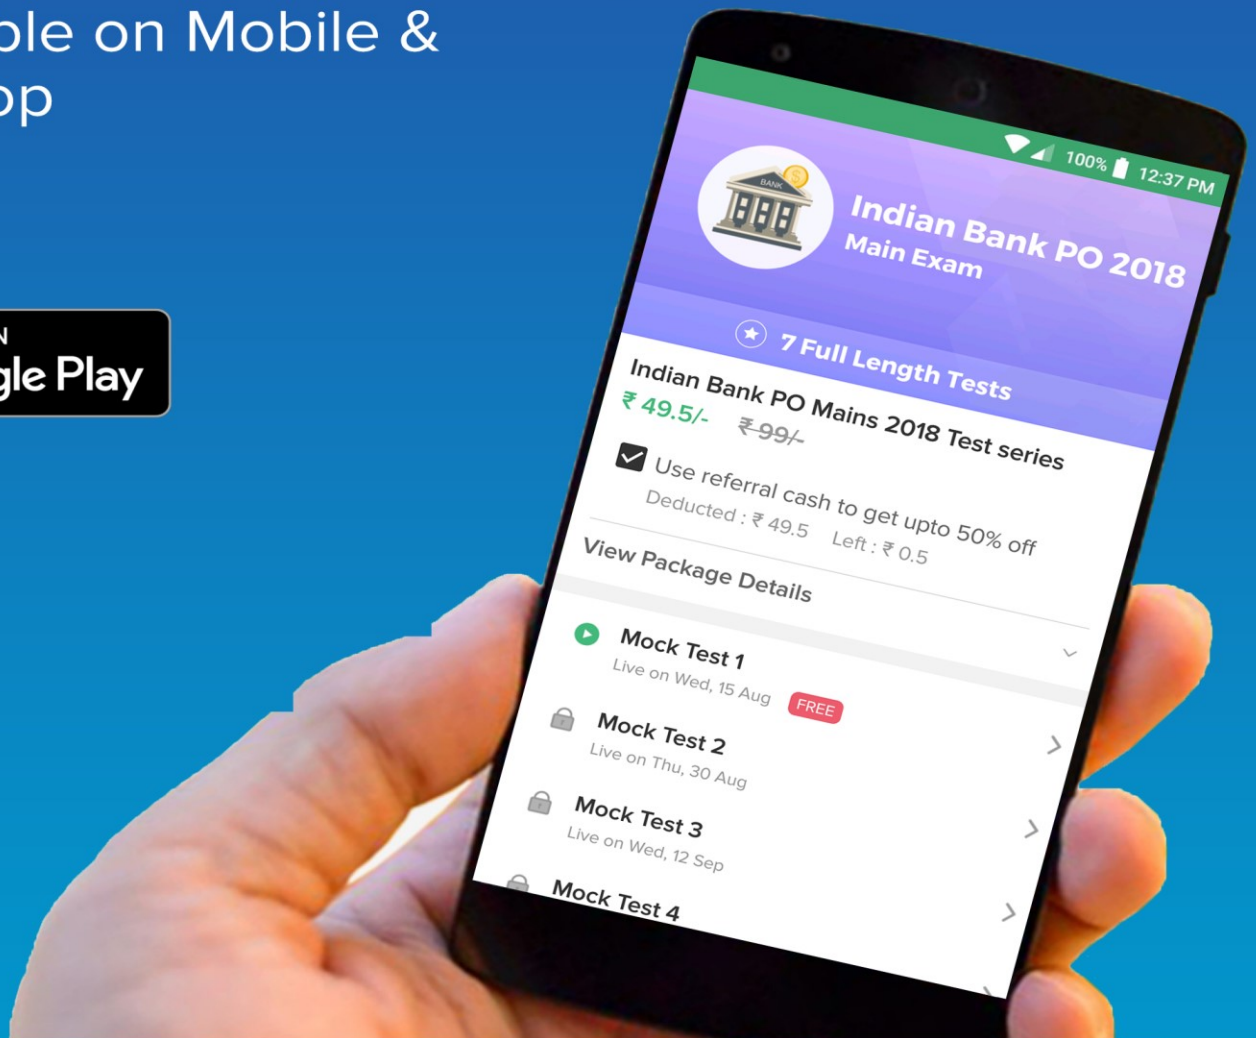 ble on Mobile &
op
N
gle Play
100% 12:37 PM
BANK
$
Indian Bank PO 2018
Main Exam
7 Full Length Tests
Indian Bank PO Mains 2018 Test series
₹ 49.5/- ₹ 99/-
Use referral cash to get upto 50% off
Deducted : ₹ 49.5 Left : ₹ 0.5
View Package Details
Mock Test 1
Live on Wed, 15 Aug FREE
Mock Test 2
Live on Thu, 30 Aug
Mock Test 3
Live on Wed, 12 Sep
Mock Test 4